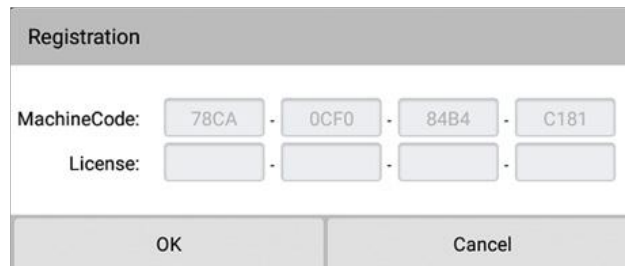 Registration
MachineCode: 78CA - 0CF0 - 84B4 - C181
License: - - -
OK Cancel